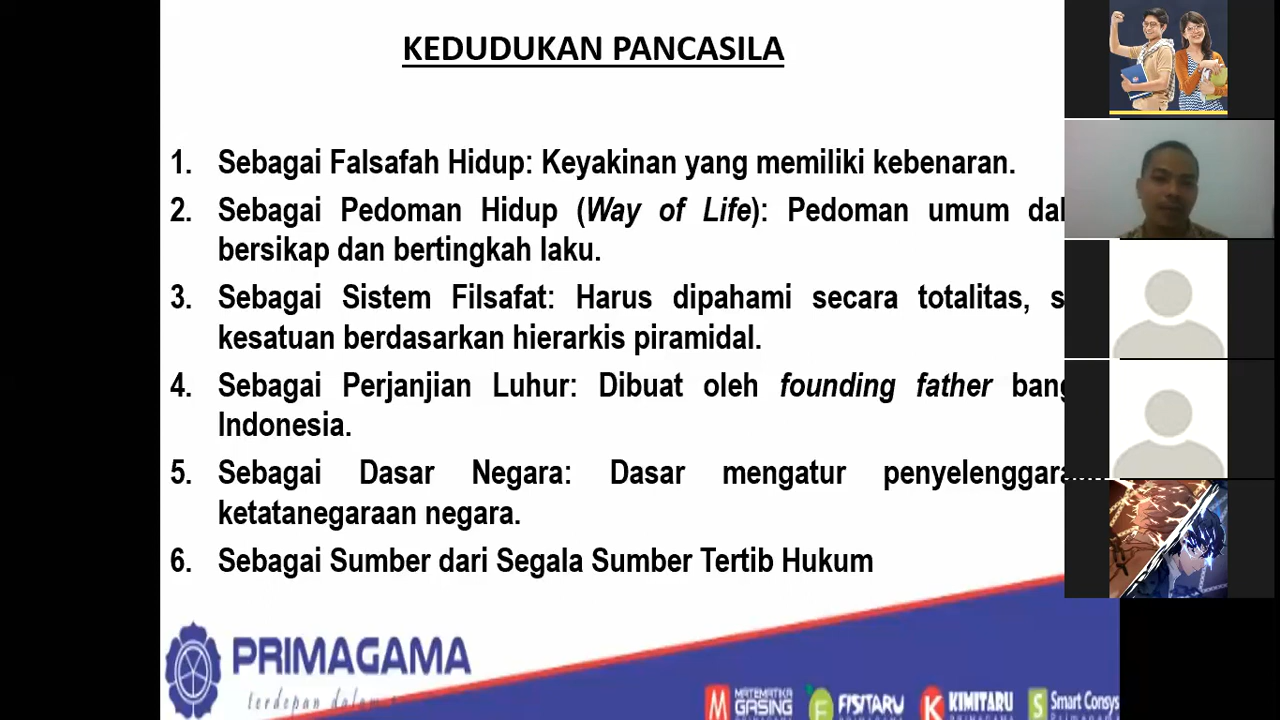 KEDUDUKAN PANCASILA
1. Sebagai Falsafah Hidup: Keyakinan yang memiliki kebenaran.
2. Sebagai Pedoman Hidup (Way of Life): Pedoman umum
bersikap dan bertingkah laku.
3. Sebagai Sistem Filsafat: Harus dipahami secara totalitas,
kesatuan berdasarkan hierarkis piramidal.
4. Sebagai Perjanjian Luhur: Dibuat oleh founding father
Indonesia.
5. Sebagai Dasar Negara: Dasar mengatur
ketatanegaraan negara.
6. Sebagai Sumber dari Segala Sumber Tertib Hukum
PRIMAGAMA
terdepan dalam
MATEMATIKA
GASING
FISITARU
KIMITARU
Smart Consys